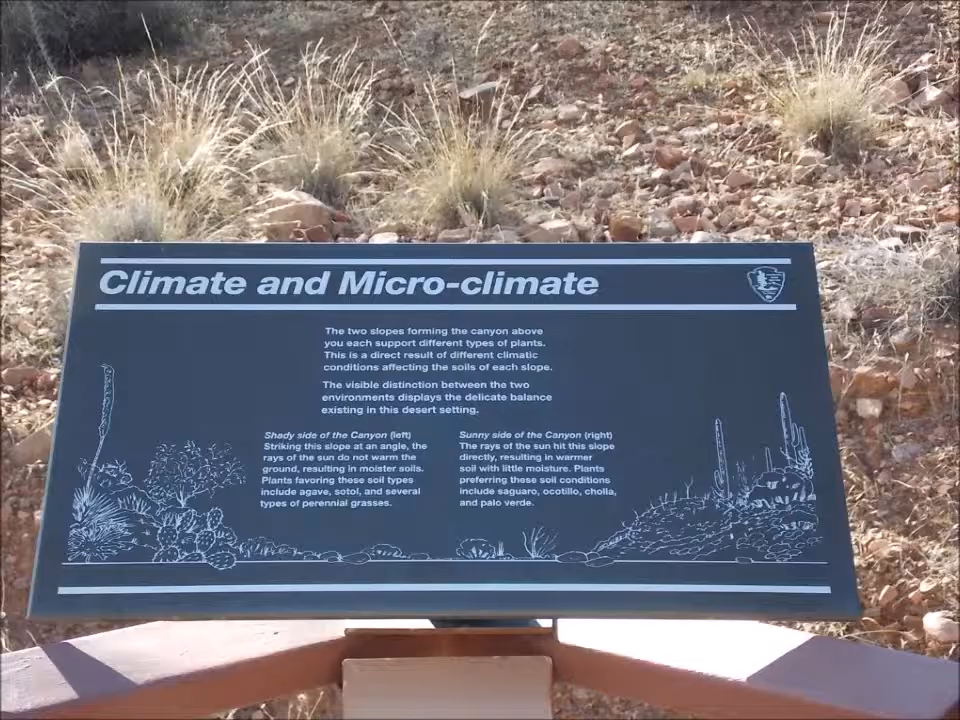 Climate and Micro-climate
The two slopes forming the canyon above
you each support different types of plants.
This is a direct result of different climatic
conditions affecting the soils of each slope.
The visible distinction between the two
environments displays the delicate balance
existing in this desert setting.
Shady side of the Canyon (left)
Striking this slope at an angle, the
rays of the sun do not warm the
ground, resulting in moister soils.
Plants favoring these soil types
include agave, sotol, and several
types of perennial grasses.
Sunny side of the Canyon (right)
The rays of the sun hit this slope
directly, resulting in warmer
soil with little moisture. Plants
preferring these soil conditions
include saguaro, ocotillo, cholla,
and palo verde.